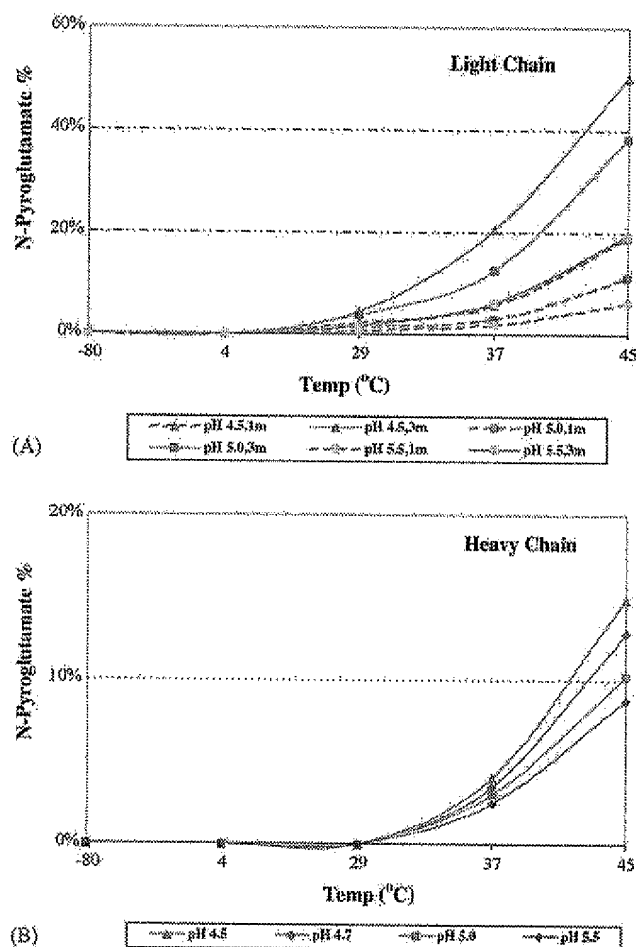 60%
40%
20%
0%
N-Pyroglutamate %
Light Chain
-80 4 29 37 45
Temp (°C)
pH 4.5,1m pH 4.5,3m pH 5.0,1m
pH 5.0,3m pH 5.5,1m pH 5.5,3m
(A)
20%
10%
0%
N-Pyroglutamate %
Heavy Chain
-80 4 29 37 45
Temp (°C)
(B)
pH 4.5 pH 4.7 pH 5.0 pH 5.5